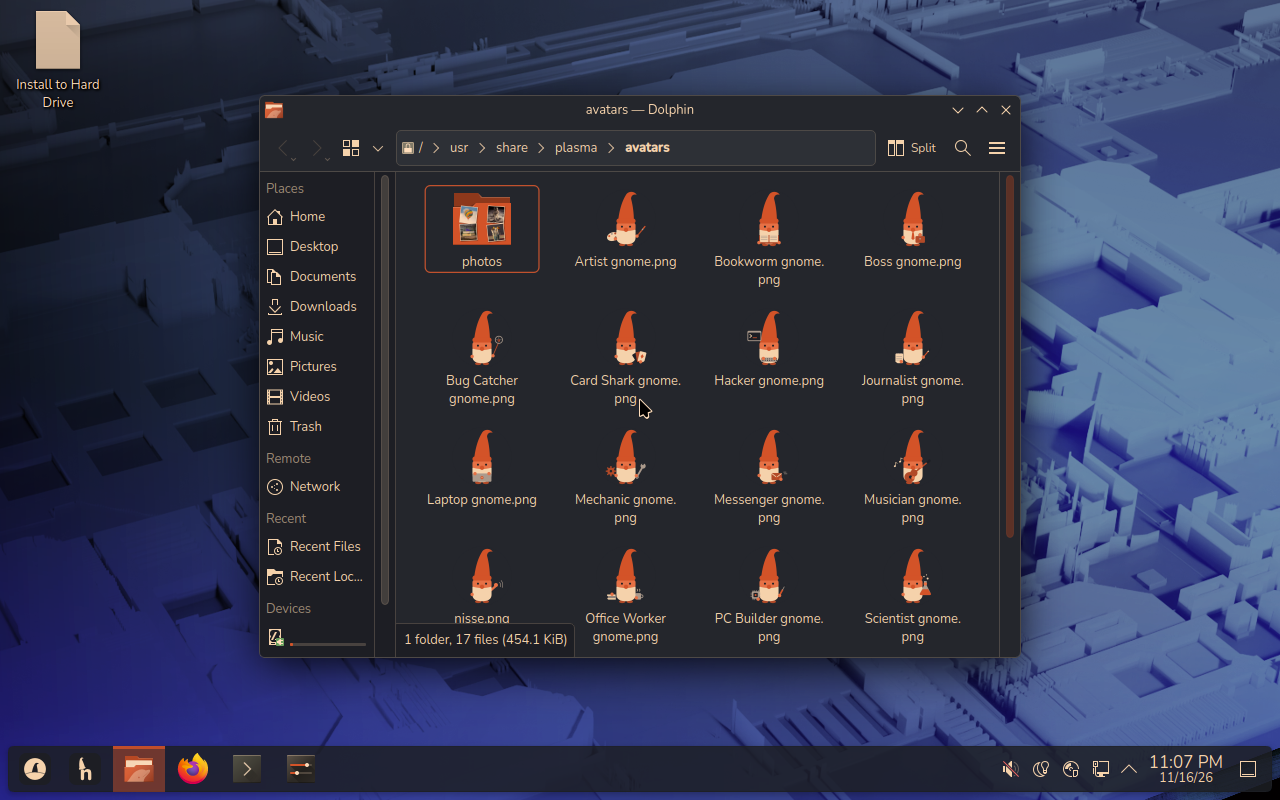 Install to Hard
Drive
avatars — Dolphin
/ usr share plasma avatars
Split
Places
Home
Desktop
Documents
Downloads
Music
Pictures
Videos
Trash
Remote
Network
Recent
Recent Files
Recent Loc...
Devices
photos
Artist gnome.png
Bookworm gnome.
png
Boss gnome.png
Bug Catcher
gnome.png
Card Shark gnome.
png
Hacker gnome.png
Journalist gnome.
png
Laptop gnome.png
Mechanic gnome.
png
Messenger gnome.
png
Musician gnome.
png
nisse.png
Office Worker
gnome.png
PC Builder gnome.
png
Scientist gnome.
png
1 folder, 17 files (454.1 KiB)
11:07 PM
11/16/26